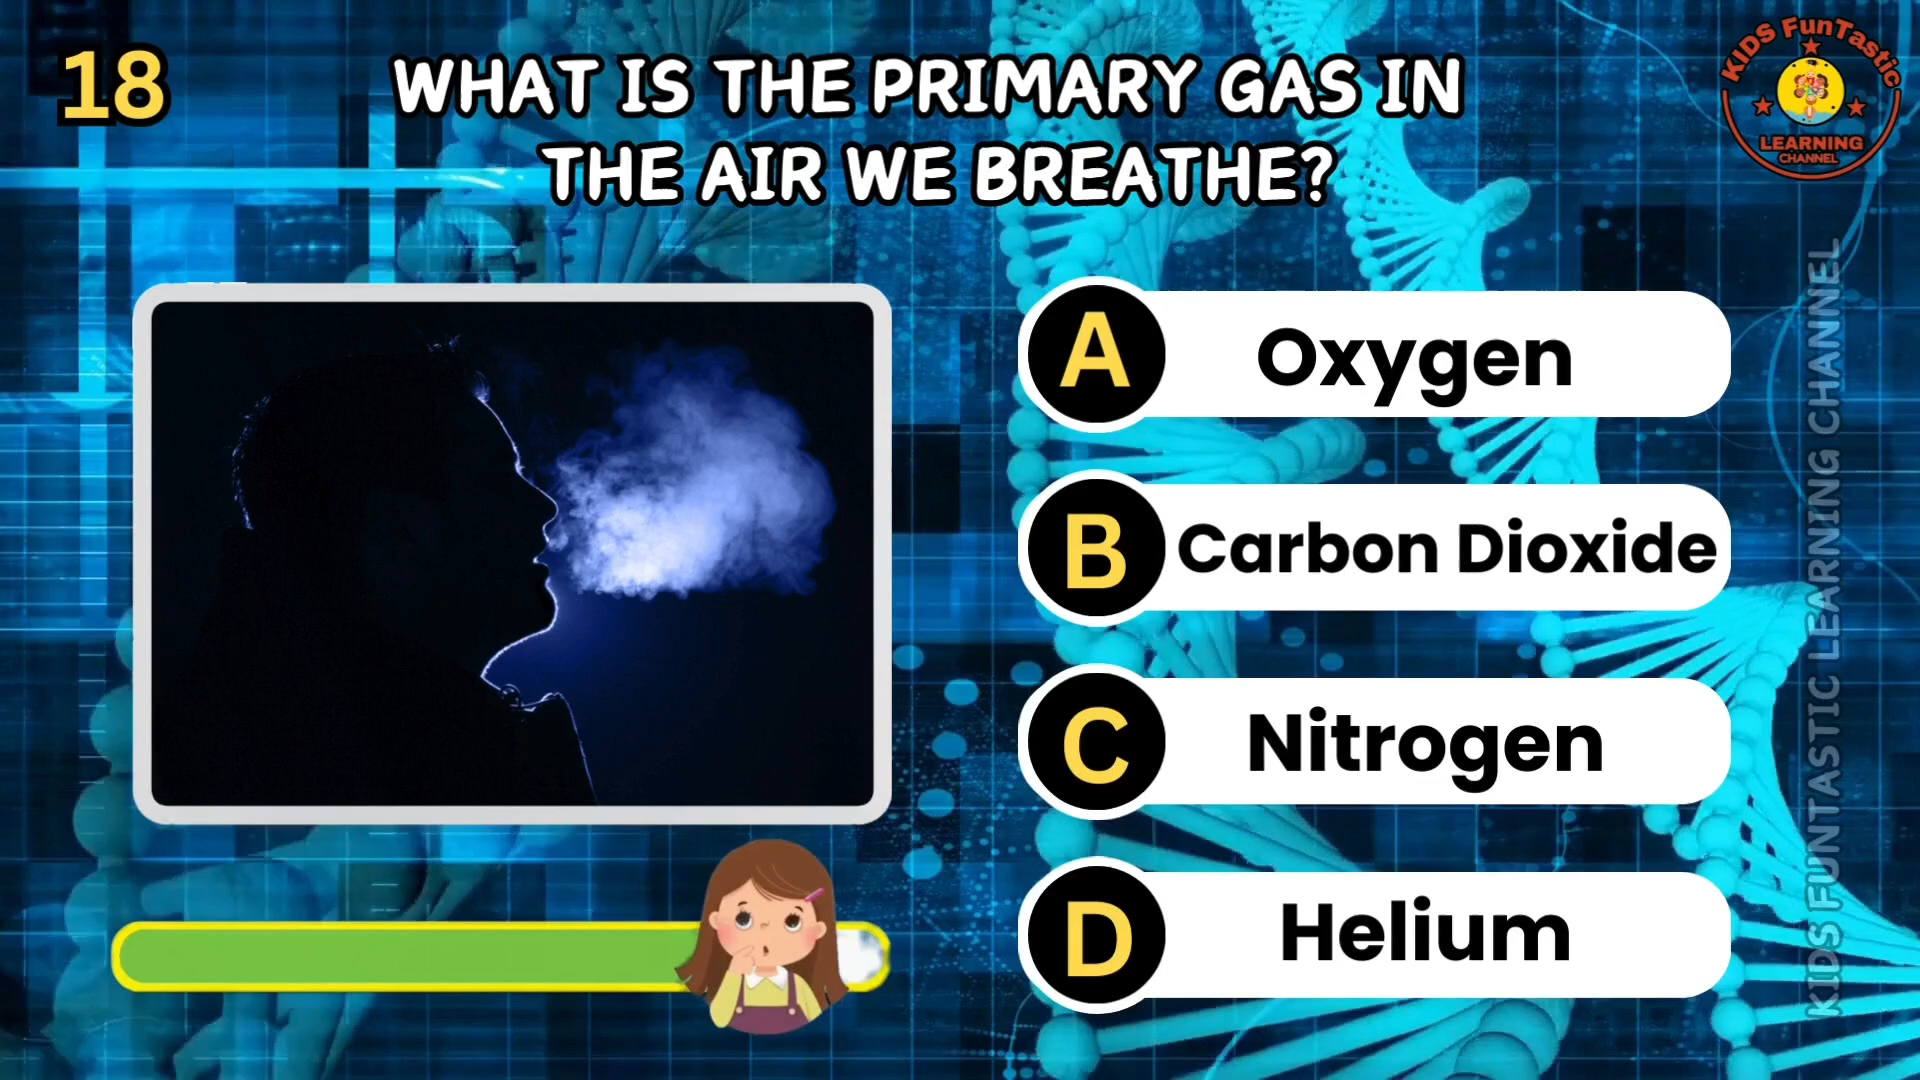 18
WHAT IS THE PRIMARY GAS IN
THE AIR WE BREATHE?
KIDS FunTastic
LEARNING
CHANNEL
A Oxygen
B Carbon Dioxide
C Nitrogen
D Helium
KIDS FUNTASTIC LEARNING CHANNEL